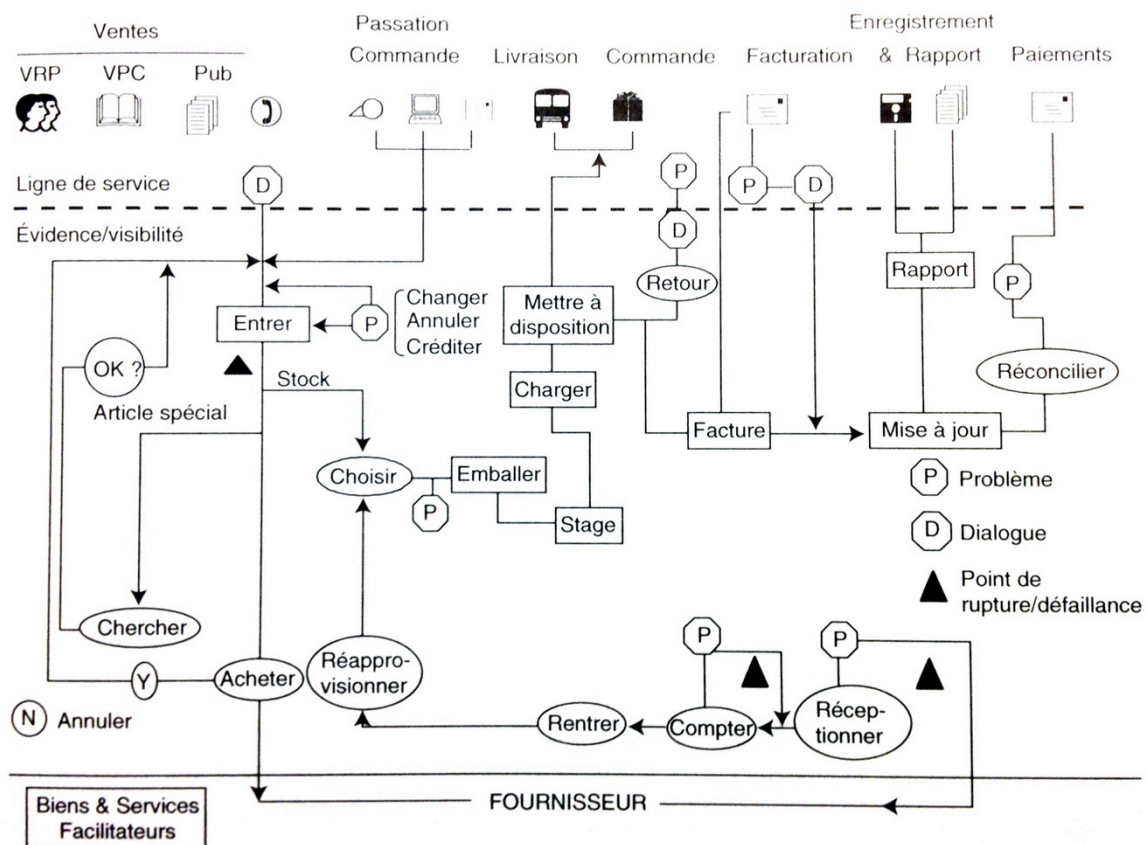 Ventes
Passation
Enregistrement
VRP VPC Pub
Commande Livraison Commande Facturation & Rapport Paiements
P
Ligne de service
D
P D
Évidence/visibilité
D
Rapport
P
Retour
Entrer
P
Changer
Annuler
Créditer
Mettre à
disposition
OK ?
Stock
Charger
Réconcilier
Article spécial
Facture
Mise à jour
Choisir
Emballer
P
P Problème
Stage
D Dialogue
Point de
rupture/défaillance
Chercher
P
P
Réappro-
visionner
Y
Acheter
N Annuler
Rentrer
Compter
Récep-
tionner
FOURNISSEUR
Biens & Services
Facilitateurs